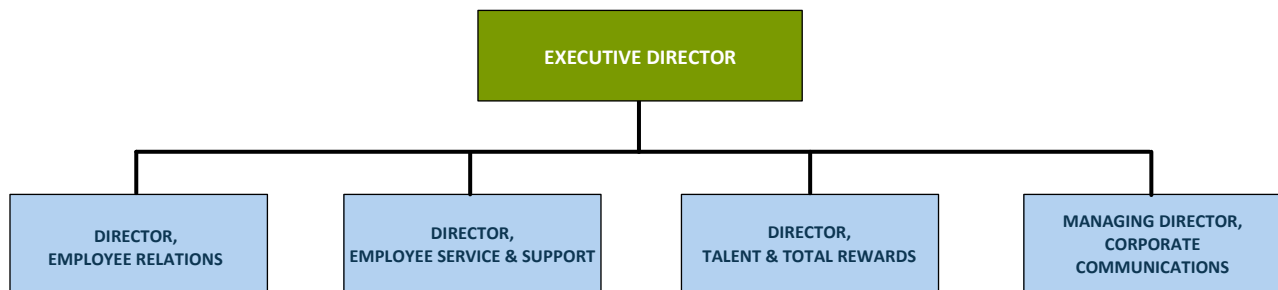 EXECUTIVE DIRECTOR
DIRECTOR,
EMPLOYEE RELATIONS
DIRECTOR,
EMPLOYEE SERVICE & SUPPORT
DIRECTOR,
TALENT & TOTAL REWARDS
MANAGING DIRECTOR,
CORPORATE
COMMUNICATIONS